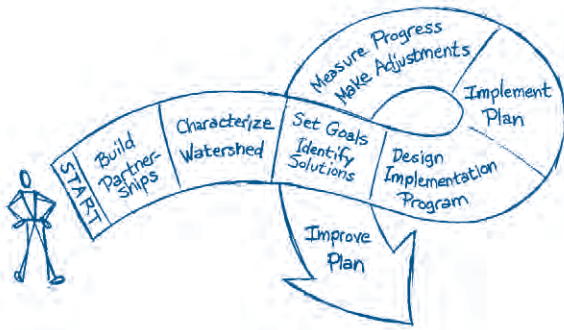 START
Build
Partner-
ships
Characterize
Watershed
Set Goals
Identify
Solutions
Design
Implementation
Program
Implement
Plan
Measure Progress
Make Adjustments
Improve
Plan